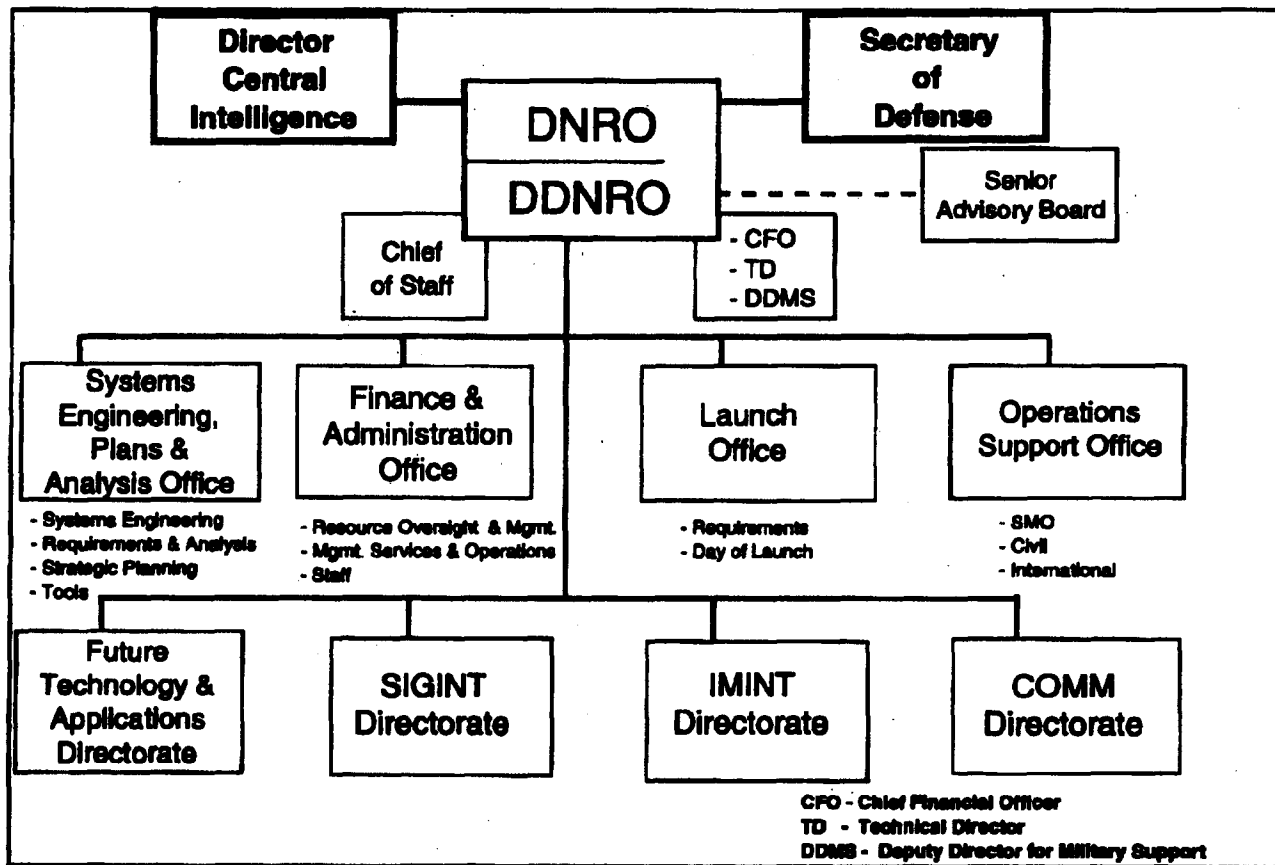 Director
Central
Intelligence
Secretary
of
Defense
DNRO
DDNRO
Senior
Advisory Board
Chief
of Staff
- CFO
- TD
- DDMS
Systems
Engineering,
Plans &
Analysis Office
- Systems Engineering
- Requirements & Analysis
- Strategic Planning
- Tools
Finance &
Administration
Office
- Resource Oversight & Mgmt.
- Mgmt. Services & Operations
- Staff
Launch
Office
- Requirements
- Day of Launch
Operations
Support Office
- SMO
- Civil
- International
Future
Technology &
Applications
Directorate
SIGINT
Directorate
IMINT
Directorate
COMM
Directorate
CFO - Chief Financial Officer
TD - Technical Director
DDMS - Deputy Director for Military Support